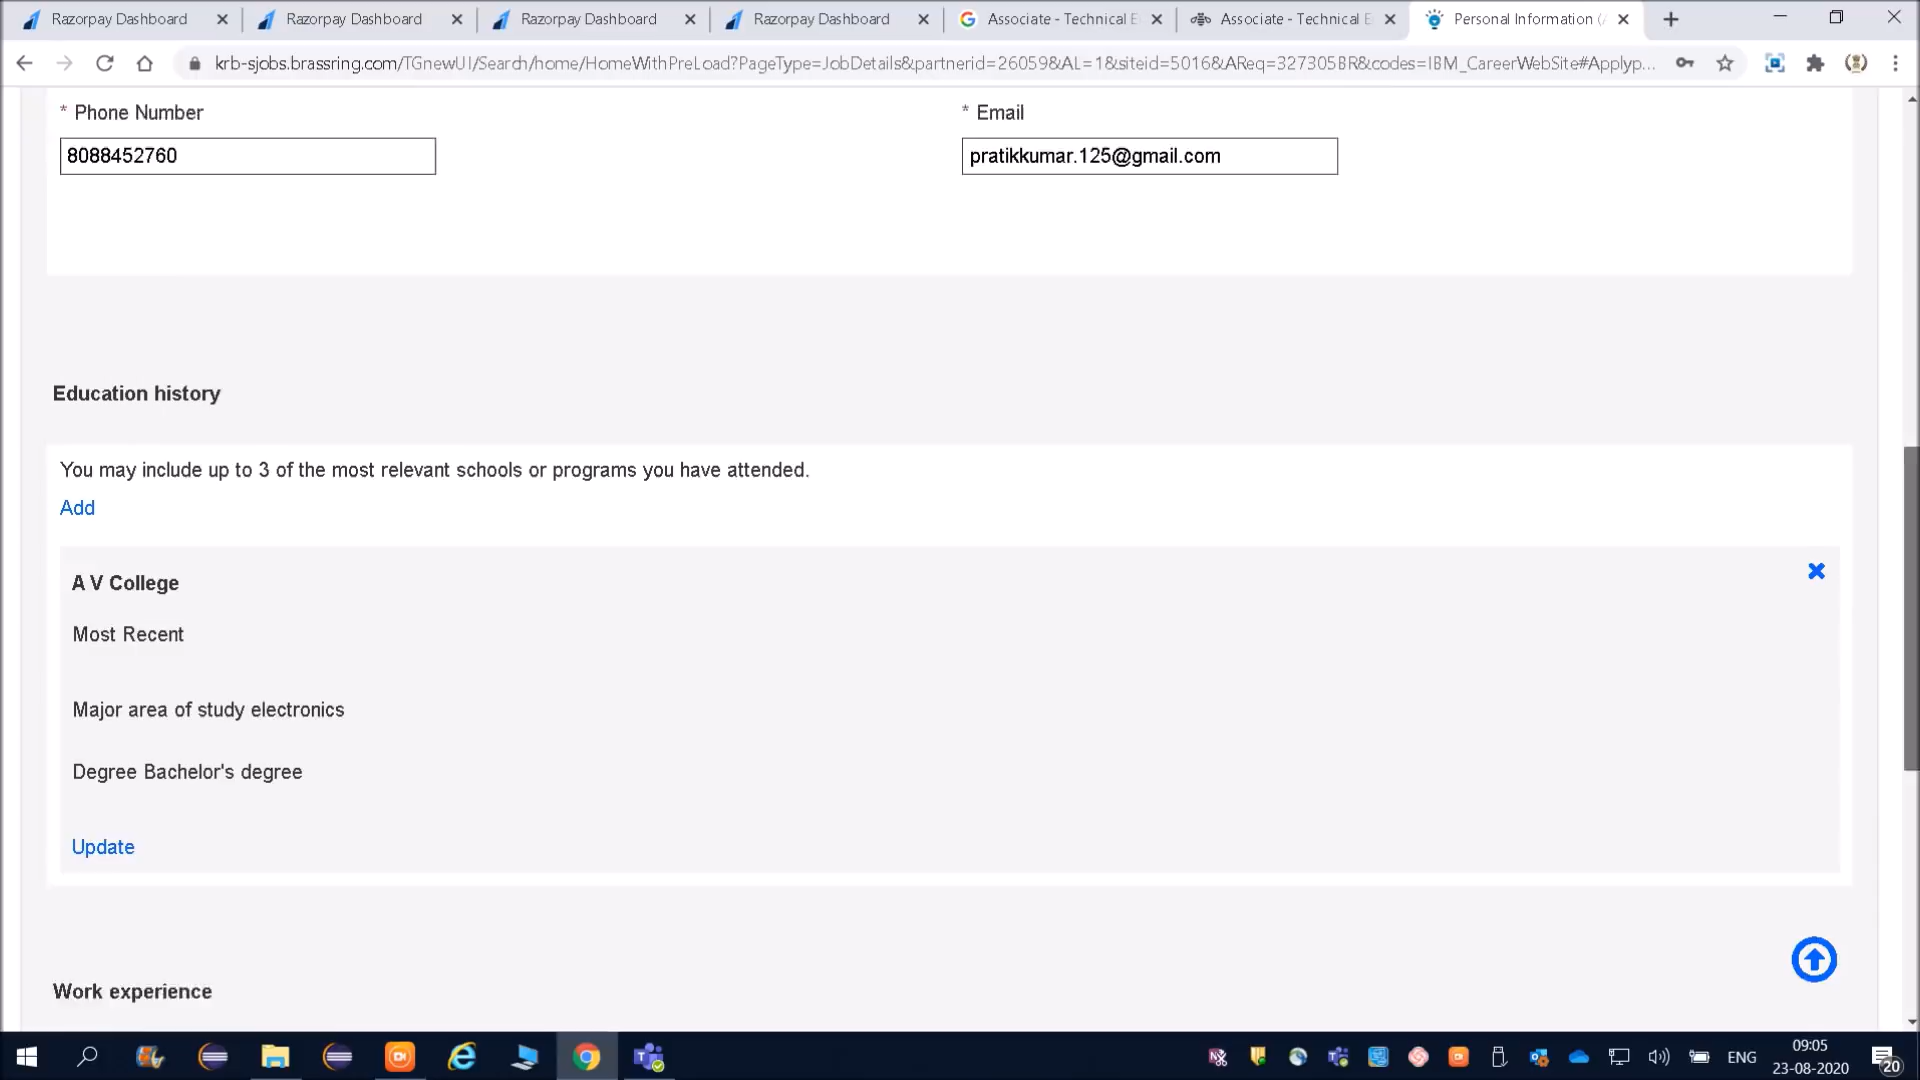 Razorpay Dashboard
Razorpay Dashboard
Razorpay Dashboard
Razorpay Dashboard
Associate - Technical E
Associate - Technical E
Personal Information (
krb-sjobs.brassring.com/TGnewUI/Search/home/HomeWithPreLoad?PageType=JobDetails&partnerid=26059&AL=1&siteid=5016&AReq=327305BR&codes=IBM_CareerWebSite#Applyp...
* Phone Number
* Email
8088452760
pratikkumar.125@gmail.com
Education history
You may include up to 3 of the most relevant schools or programs you have attended.
Add
A V College
Most Recent
Major area of study electronics
Degree Bachelor's degree
Update
Work experience
ENG
09:05
23-08-2020
20